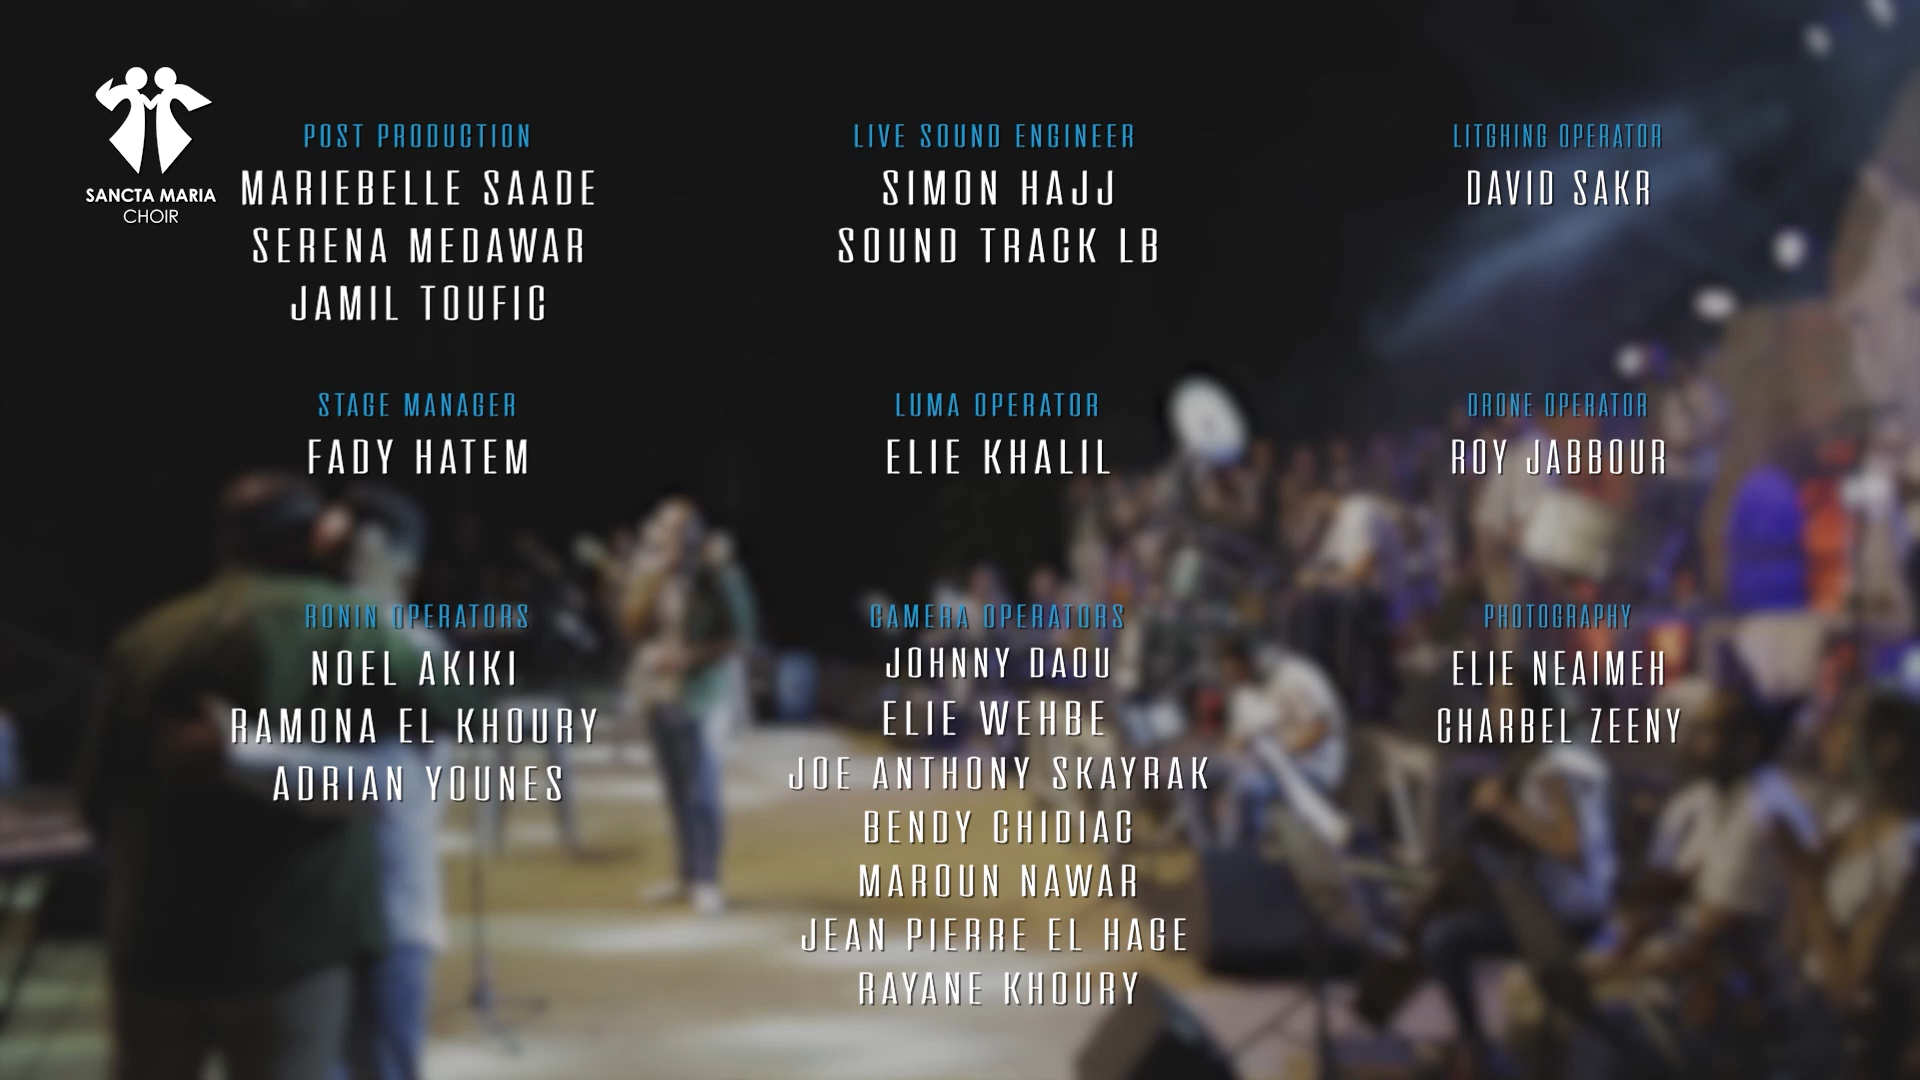 SANCTA MARIA
CHOIR
POST PRODUCTION
MARIEBELLE SAADE
SERENA MEDAWAR
JAMIL TOUFIC
LIVE SOUND ENGINEER
SIMON HAJJ
SOUND TRACK LB
LITGHING OPERATOR
DAVID SAKR
STAGE MANAGER
FADY HATEM
LUMA OPERATOR
ELIE KHALIL
DRONE OPERATOR
ROY JABBOUR
RONIN OPERATORS
NOEL AKIKI
RAMONA EL KHOURY
ADRIAN YOUNES
CAMERA OPERATORS
JOHNNY DAOU
ELIE WEHBE
JOE ANTHONY SKAYRAK
BENDY CHIDIAC
MAROUN NAWAR
JEAN PIERRE EL HAGE
RAYANE KHOURY
PHOTOGRAPHY
ELIE NEAIMEH
CHARBEL ZEENY